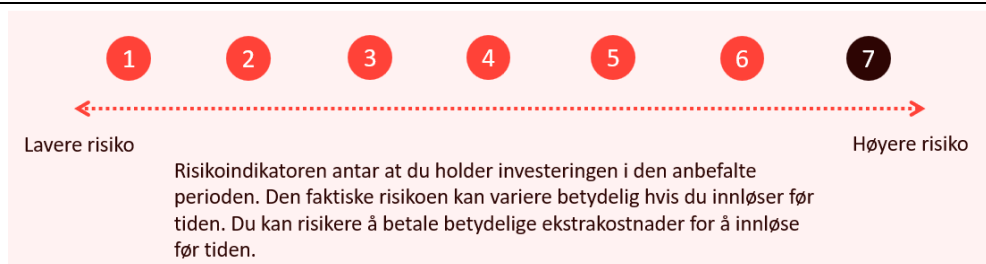 1 2 3 4 5 6 7
Lavere risiko Høyere risiko
Risikoindikatoren antar at du holder investeringen i den anbefalte
perioden. Den faktiske risikoen kan variere betydelig hvis du innløser før
tiden. Du kan risikere å betale betydelige ekstrakostnader for å innløse
før tiden.